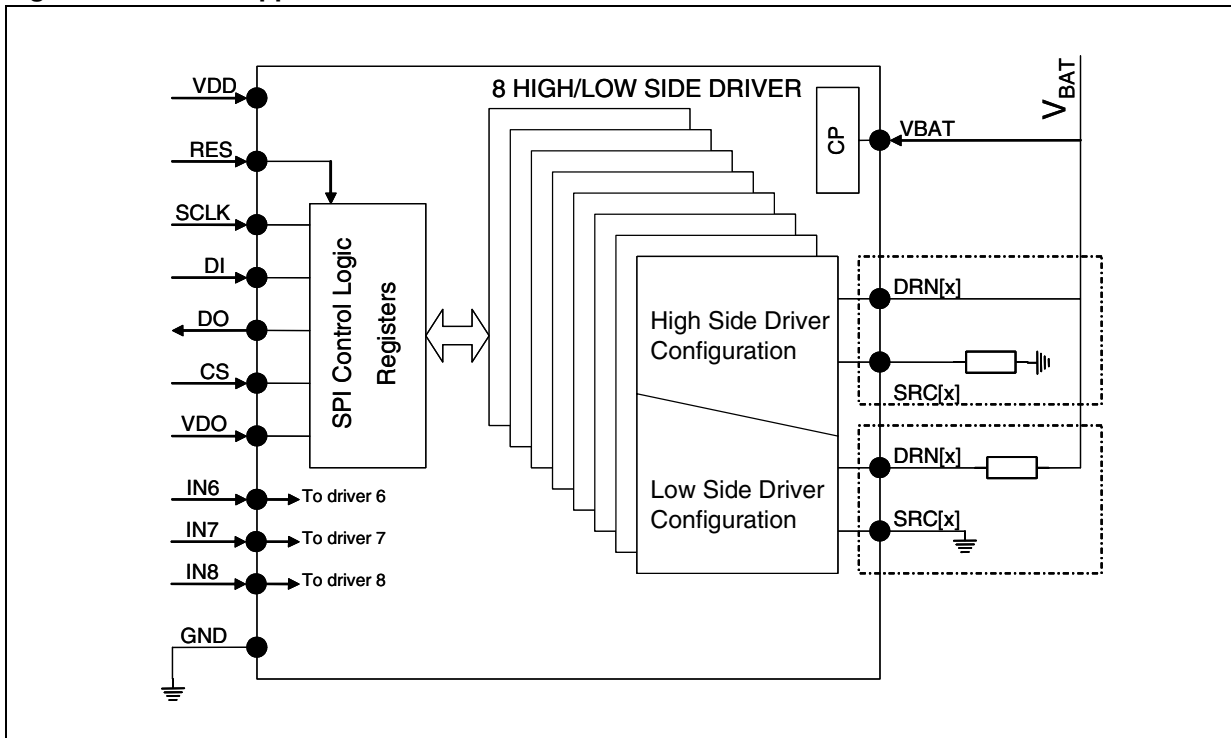 8 HIGH/LOW SIDE DRIVER
VDD
RES
SCLK
DI
DO
CS
VDO
IN6
IN7
IN8
GND
SPI Control Logic
Registers
To driver 6
To driver 7
To driver 8
High Side Driver
Configuration
Low Side Driver
Configuration
CP
VBAT
VBAT
DRN[x]
SRC[x]
DRN[x]
SRC[x]